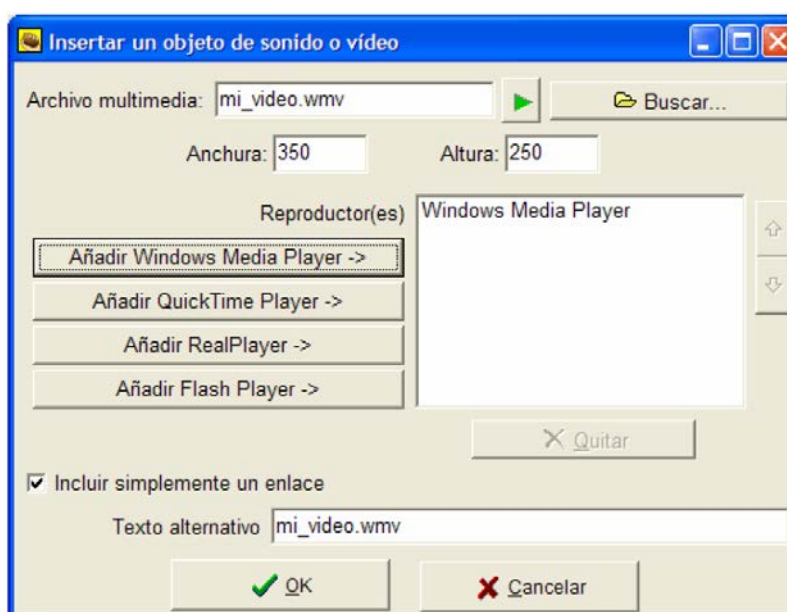 Insertar un objeto de sonido o vídeo
Archivo multimedia: mi_video.wmv Buscar...
Anchura: 350 Altura: 250
Reproductor(es) Windows Media Player
Añadir Windows Media Player ->
Añadir QuickTime Player ->
Añadir RealPlayer ->
Añadir Flash Player ->
Quitar
Incluir simplemente un enlace
Texto alternativo mi_video.wmv
OK Cancelar